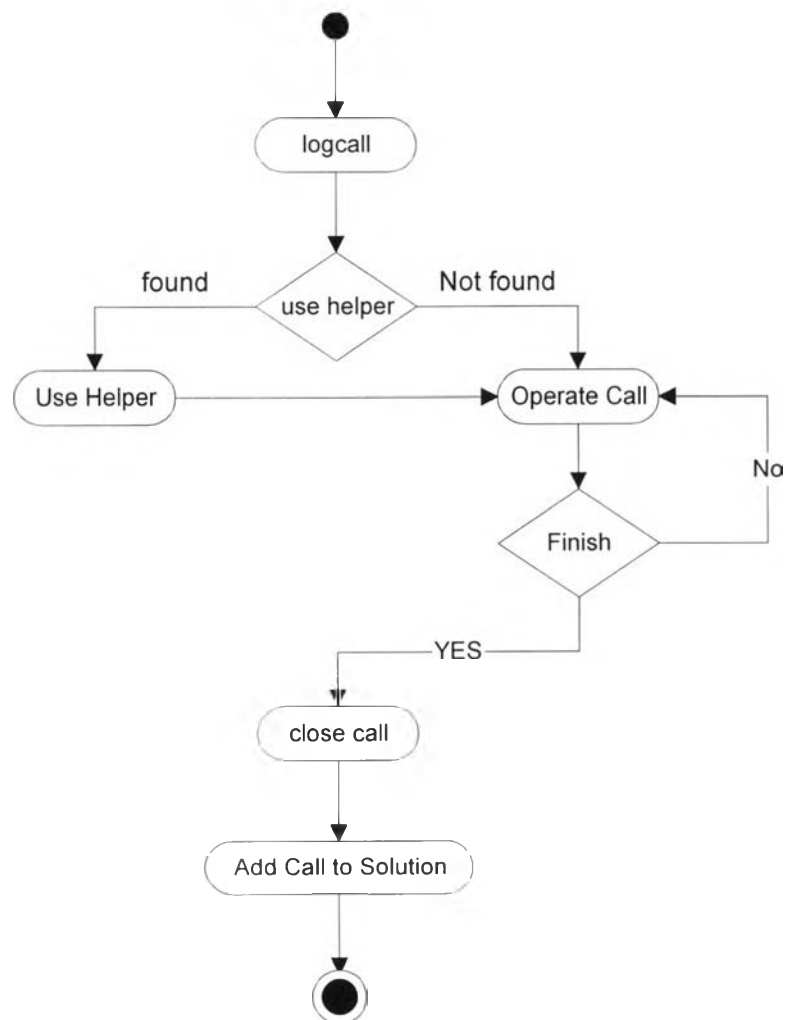 logcall
found
Not found
use helper
Use Helper
Operate Call
No
Finish
YES
close call
Add Call to Solution